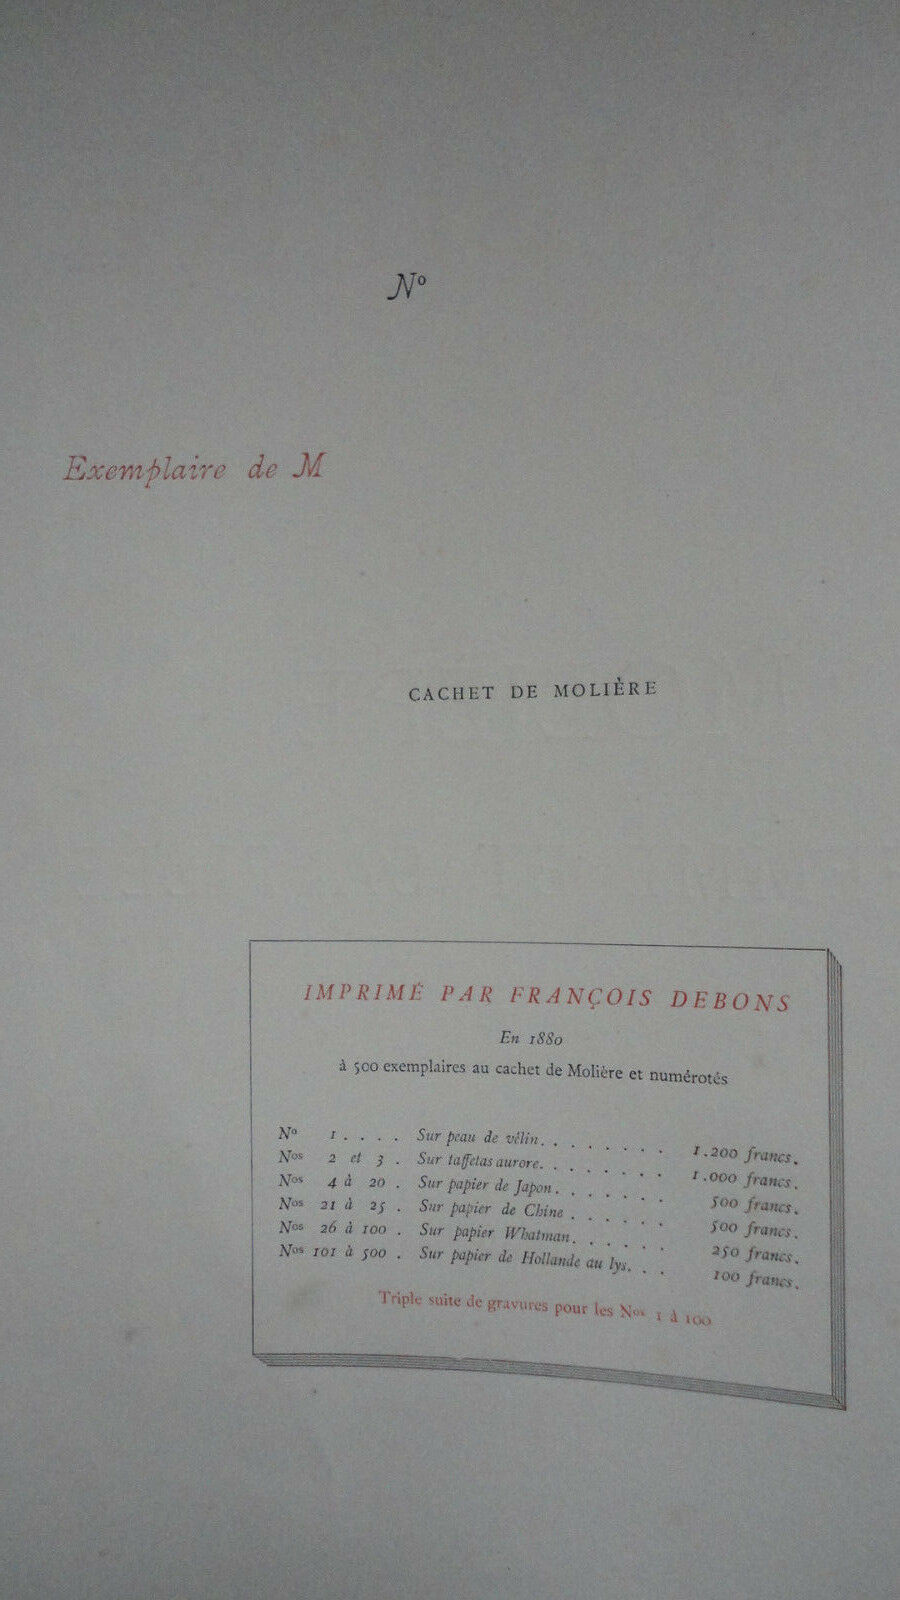 Nº
Exemplaire de M
CACHET DE MOLIÈRE
IMPRIMÉ PAR FRANÇOIS DEBONS
En 1880
à 500 exemplaires au cachet de Molière et numérotés
Nº 1 . . . . Sur peau de vélin. . . . . . . . 1.200 francs.
Nos 2 et 3 . Sur taffetas aurore. . . . . . . . 1.000 francs.
Nos 4 à 20 . Sur papier de Japon. . . . . . . 500 francs.
Nos 21 à 25 . Sur papier de Chine . . . . . . 500 francs.
Nos 26 à 100 . Sur papier Whatman. . . . . . 250 francs.
Nos 101 à 500 . Sur papier de Hollande au lys. . . 100 francs.
Triple suite de gravures pour les Nos 1 à 100